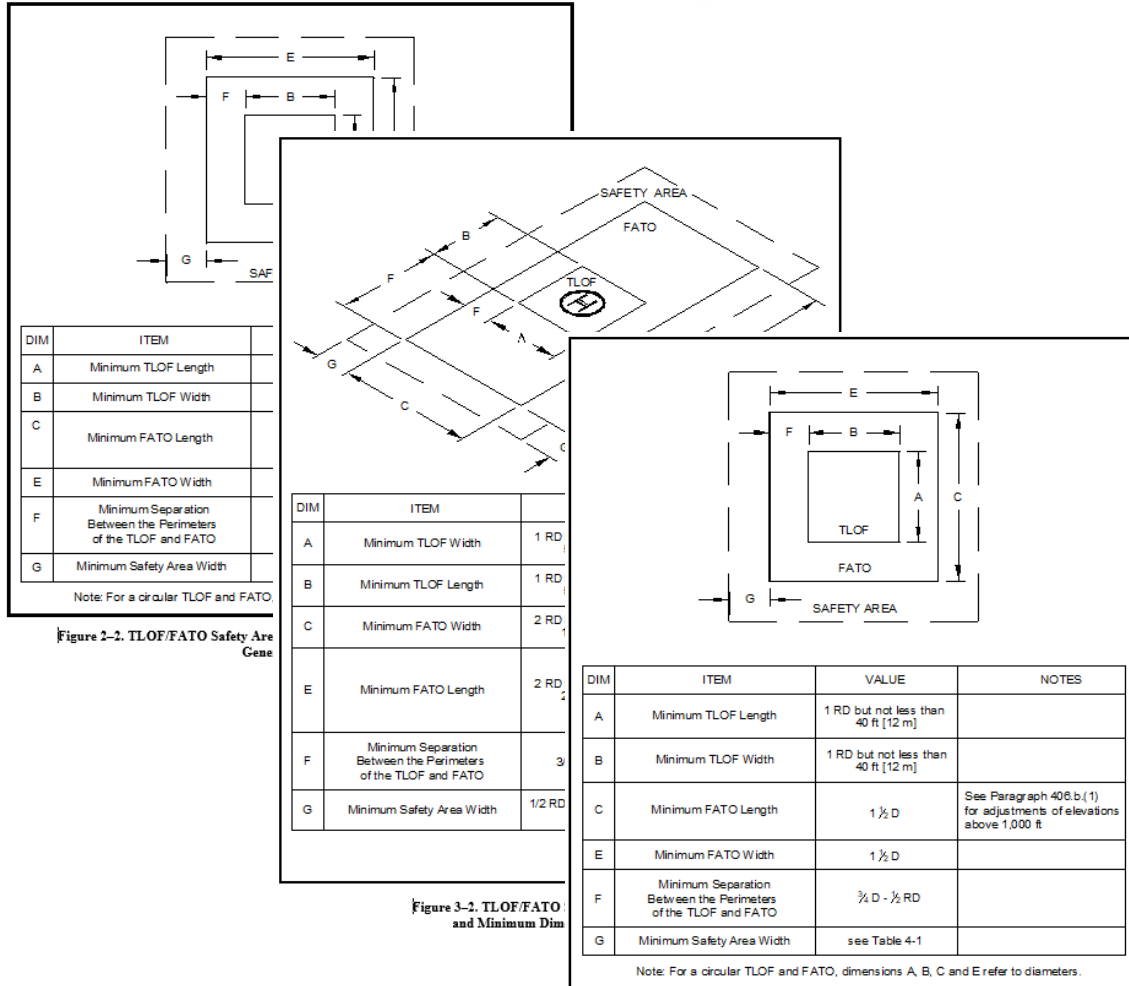 E
F
B
G
SAF
DIM ITEM
A Minimum TLOF Length
B Minimum TLOF Width
C Minimum FATO Length
E Minimum FATO Width
F Minimum Separation
Between the Perimeters
of the TLOF and FATO
G Minimum Safety Area Width
Note: For a circular TLOF and FATO,
Figure 2–2. TLOF/FATO Safety Are
Gene
SAFETY AREA
FATO
B
F
TLOF
H
F
A
G
C
DIM ITEM
A Minimum TLOF Width 1 RD
B Minimum TLOF Length 1 RD
C Minimum FATO Width 2 RD
E Minimum FATO Length 2 RD
F Minimum Separation 3/
Between the Perimeters
of the TLOF and FATO
G Minimum Safety Area Width 1/2 RD
Figure 3–2. TLOF/FATO
and Minimum Dim
E
F
B
A
C
TLOF
FATO
G
SAFETY AREA
DIM ITEM VALUE NOTES
A Minimum TLOF Length 1 RD but not less than
40 ft [12 m]
B Minimum TLOF Width 1 RD but not less than
40 ft [12 m]
C Minimum FATO Length 1 ½ D See Paragraph 406.b.(1)
for adjustments of elevations
above 1,000 ft
E Minimum FATO Width 1 ½ D
F Minimum Separation
Between the Perimeters
of the TLOF and FATO ¾ D - ½ RD
G Minimum Safety Area Width see Table 4-1
Note: For a circular TLOF and FATO, dimensions A, B, C and E refer to diameters.